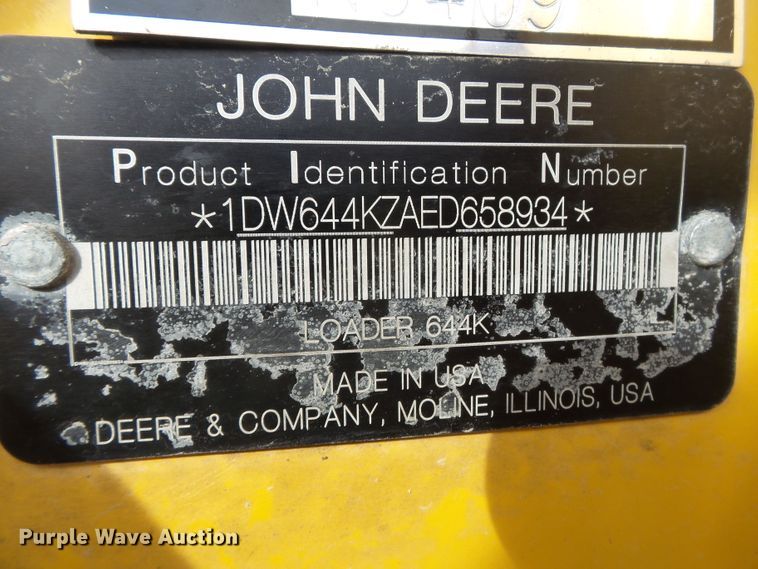 JOHN DEERE
Product Identification Number
*1DW644KZAED658934*
LOADER 644K
MADE IN USA
DEERE & COMPANY, MOLINE, ILLINOIS, USA
Purple Wave Auction